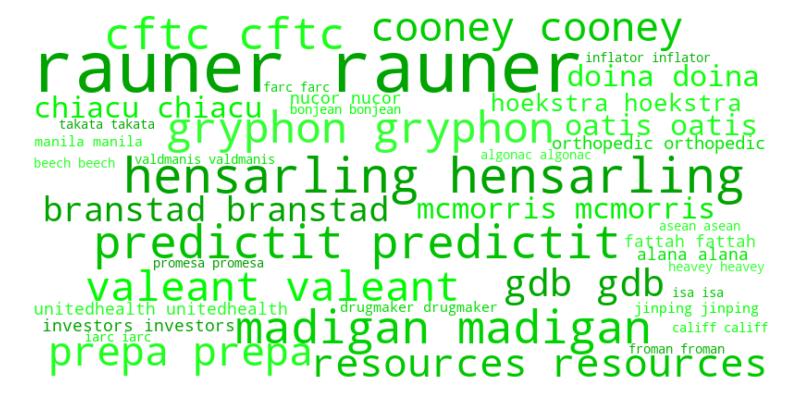 cftc cftc
cooney cooney
rauner rauner
inflator inflator
doina doina
farc farc
nucor nucor
hoekstra hoekstra
chiacu chiacu
bonjean bonjean
takata takata
gryphon gryphon
oatis oatis
manila manila
orthopedic orthopedic
beech beech
valdmanis valdmanis
algonac algonac
hensarling hensarling
branstad branstad
mcmorris mcmorris
asean asean
predictit predictit
fattah fattah
alana alana
promesa promesa
heavey heavey
valeant valeant
gdb gdb
isa isa
unitedhealth unitedhealth
drugmaker drugmaker
jinping jinping
investors investors
madigan madigan
califf califf
iarc iarc
prepa prepa
resources resources
froman froman